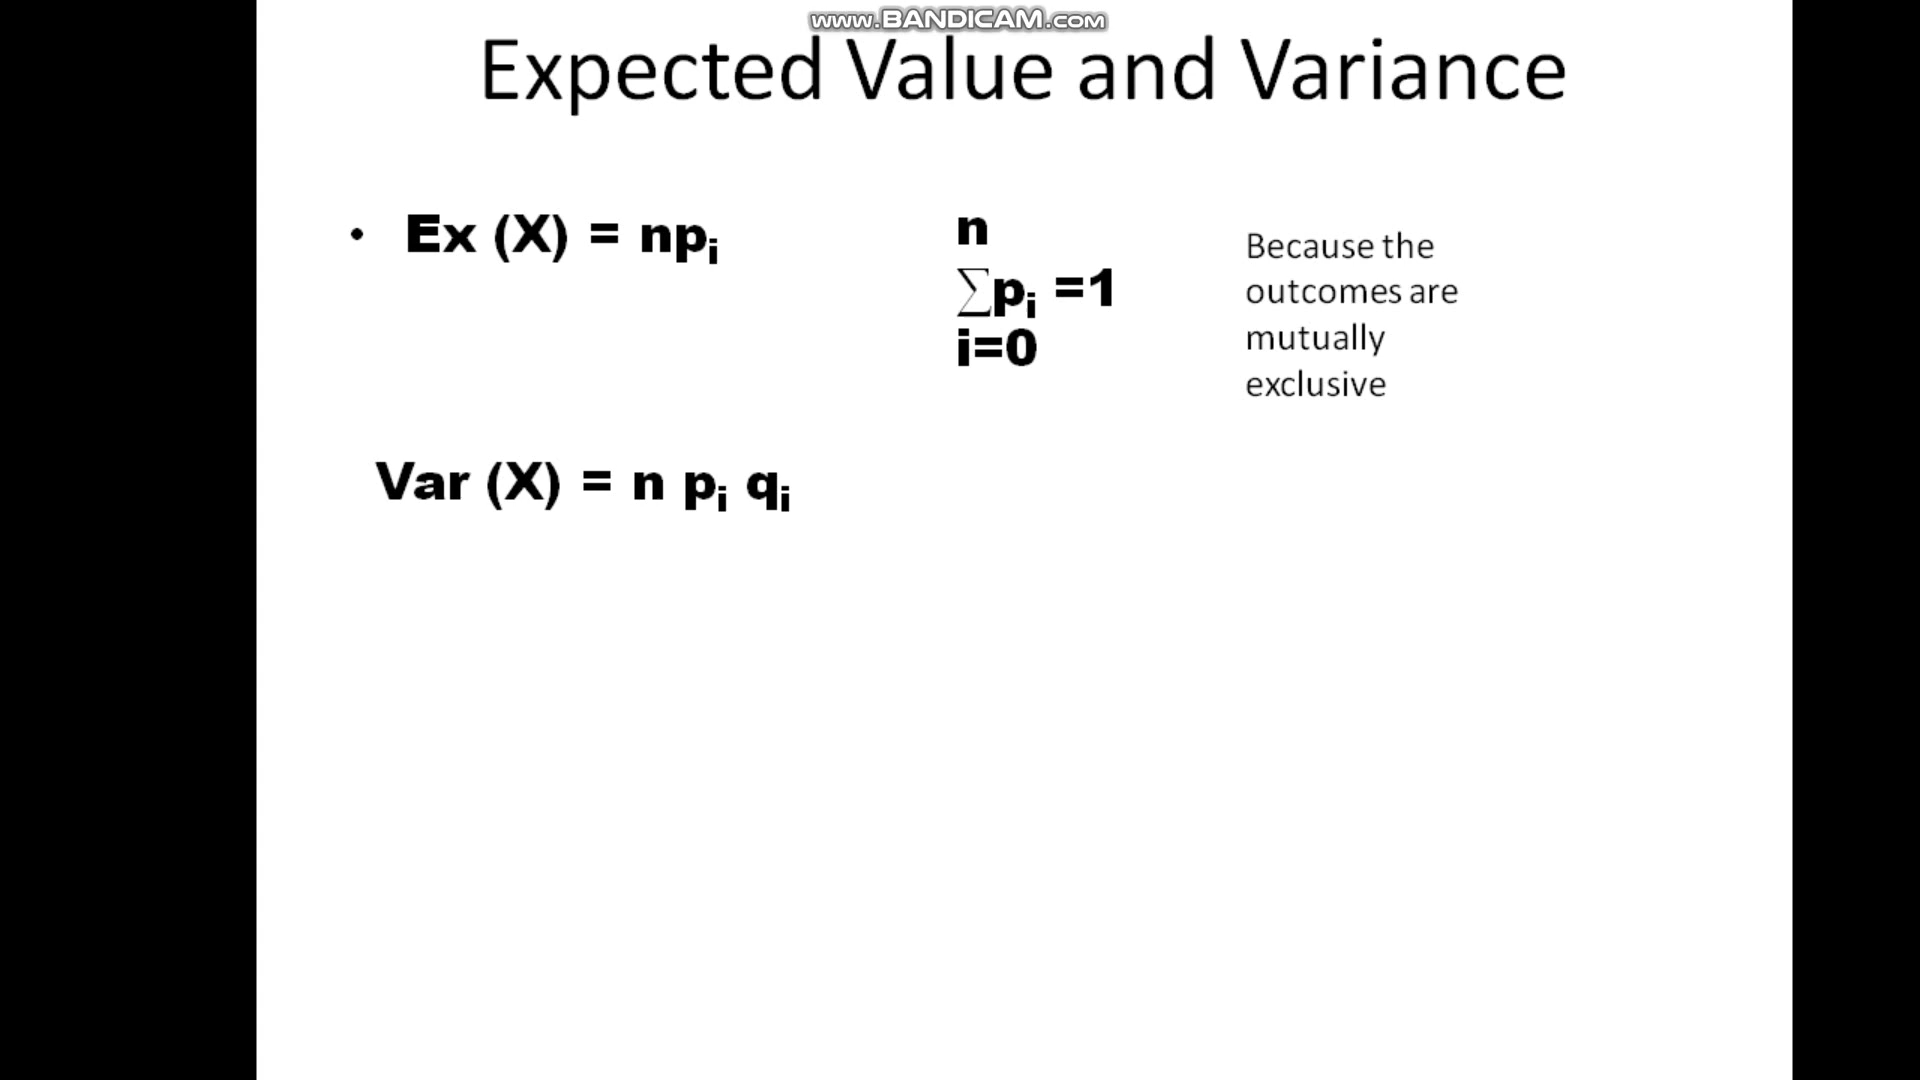 www.BANDICAM.com
Expected Value and Variance
• Ex (X) = npᵢ
n
∑pᵢ =1
i=0
Because the
outcomes are
mutually
exclusive
Var (X) = n pᵢ qᵢ